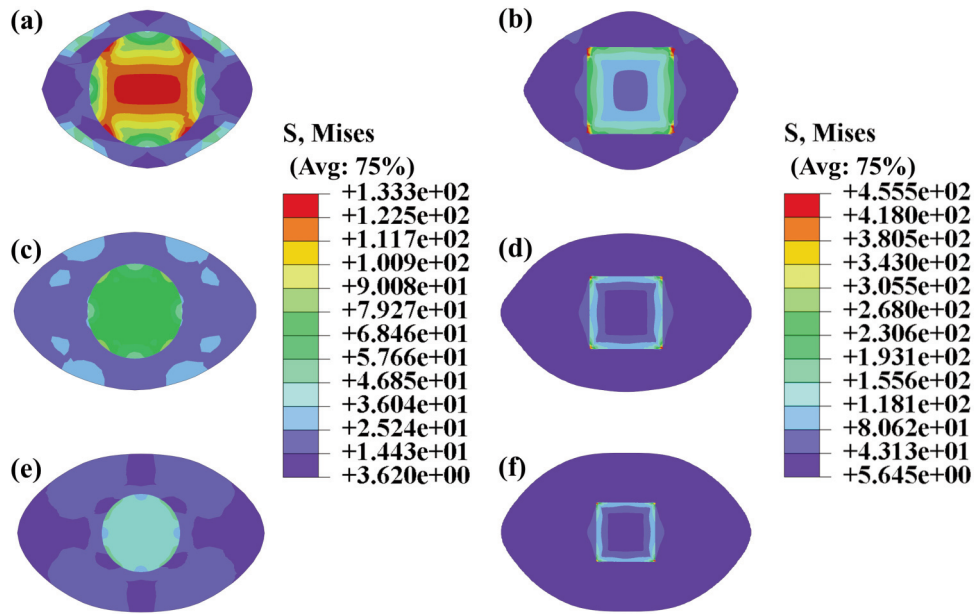 (a)
(b)
S, Mises
(Avg: 75%)
+1.333e+02
+1.225e+02
+1.117e+02
+1.009e+02
+9.008e+01
+7.927e+01
+6.846e+01
+5.766e+01
+4.685e+01
+3.604e+01
+2.524e+01
+1.443e+01
+3.620e+00
S, Mises
(Avg: 75%)
+4.555e+02
+4.180e+02
+3.805e+02
+3.430e+02
+3.055e+02
+2.680e+02
+2.306e+02
+1.931e+02
+1.556e+02
+1.181e+02
+8.062e+01
+4.313e+01
+5.645e+00
(c)
(d)
(e)
(f)